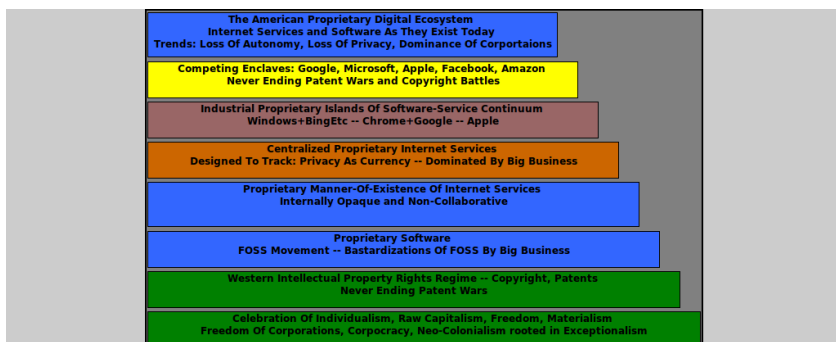 The American Proprietary Digital Ecosystem
Internet Services and Software As They Exist Today
Trends: Loss Of Autonomy, Loss Of Privacy, Dominance Of Corportaions
Competing Enclaves: Google, Microsoft, Apple, Facebook, Amazon
Never Ending Patent Wars and Copyright Battles
Industrial Proprietary Islands Of Software-Service Continuum
Windows+BingEtc -- Chrome+Google -- Apple
Centralized Proprietary Internet Services
Designed To Track: Privacy As Currency -- Dominated By Big Business
Proprietary Manner-Of-Existence Of Internet Services
Internally Opaque and Non-Collaborative
Proprietary Software
FOSS Movement -- Bastardizations Of FOSS By Big Business
Western Intellectual Property Rights Regime -- Copyright, Patents
Never Ending Patent Wars
Celebration Of Individualism, Raw Capitalism, Freedom, Materialism
Freedom Of Corporations, Corpocracy, Neo-Colonialism rooted in Exceptionalism